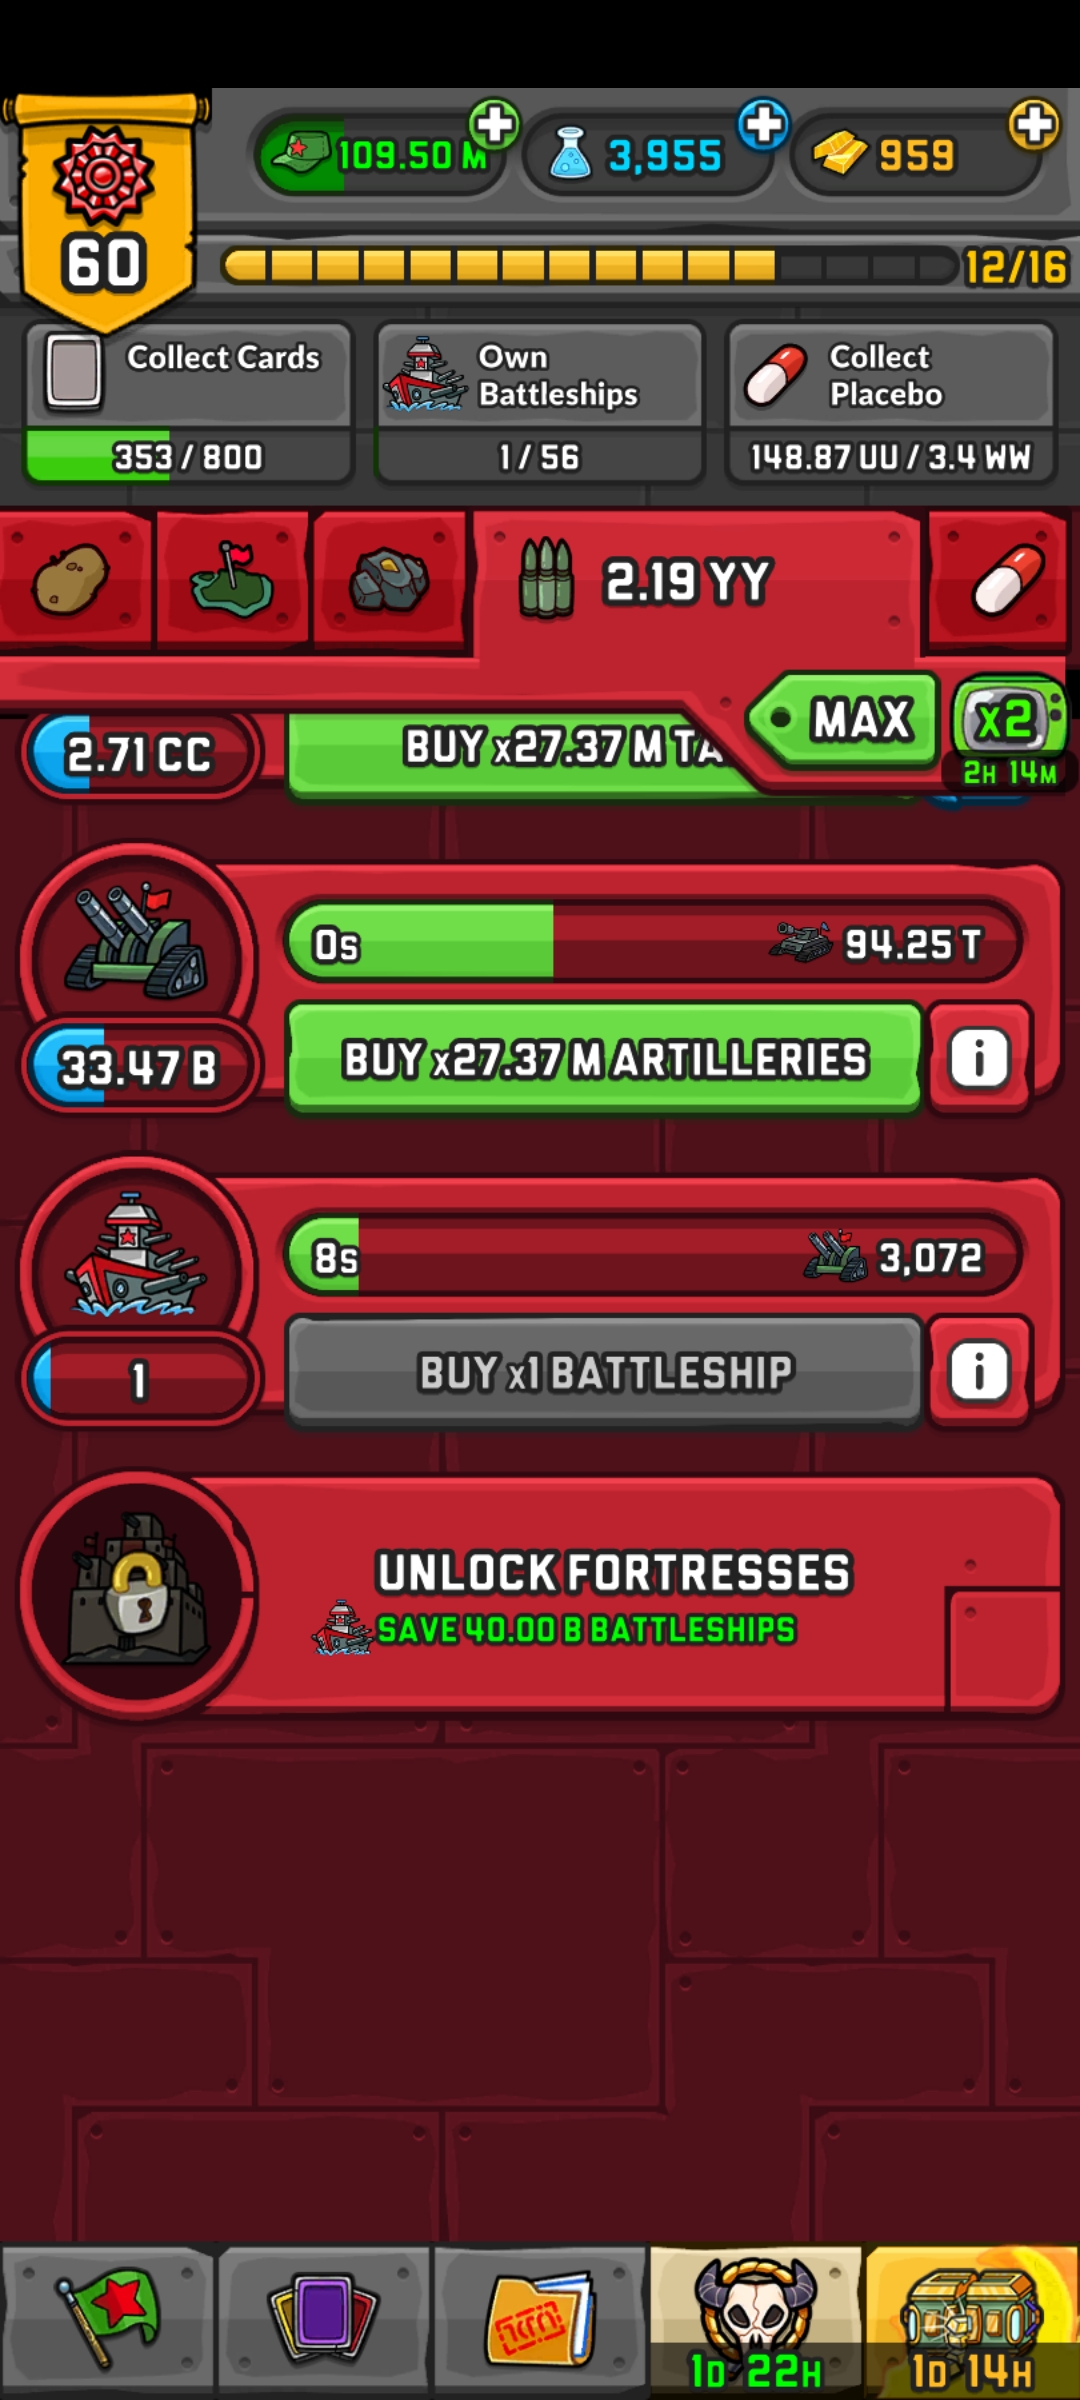 109.50 M
3,955
959
60
12/16
Collect Cards
353 / 800
Own
Battleships
1 / 56
Collect
Placebo
148.87 UU / 3.4 WW
2.19 YY
MAX
x2
2H 14M
2.71 CC
BUY x27.37 M TA
0s
94.25 T
33.47 B
BUY x27.37 M ARTILLERIES
i
8s
3,072
1
BUY x1 BATTLESHIP
i
UNLOCK FORTRESSES
SAVE 40.00 B BATTLESHIPS
1D 22H
1D 14H